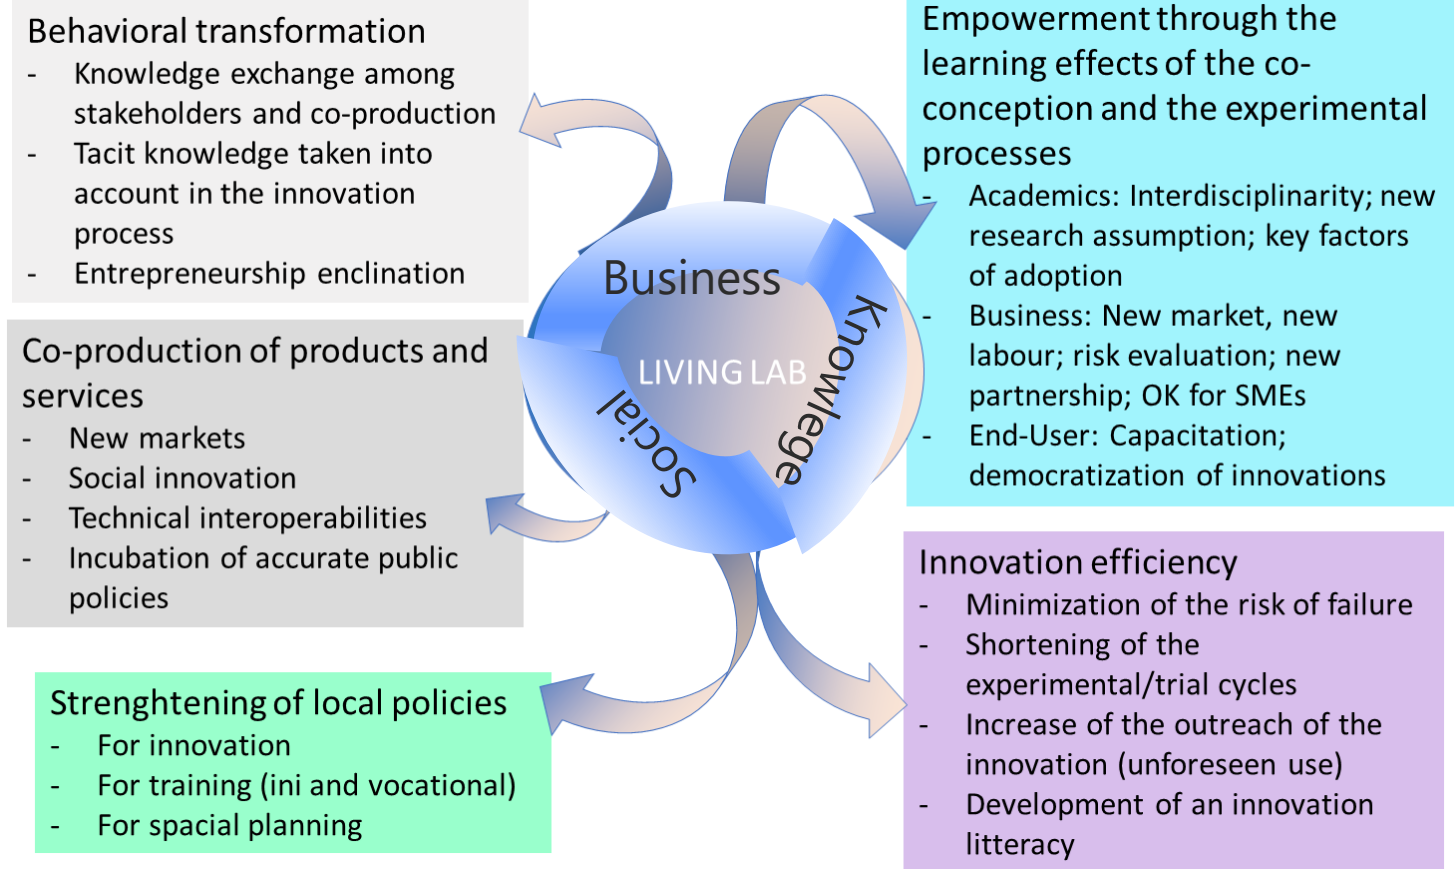 Behavioral transformation
- Knowledge exchange among
stakeholders and co-production
- Tacit knowledge taken into
account in the innovation
process
- Entrepreneurship enclination
Co-production of products and
services
- New markets
- Social innovation
- Technical interoperabilities
- Incubation of accurate public
policies
Strenghtening of local policies
- For innovation
- For training (ini and vocational)
- For spacial planning
Business
Knowlege
Social
LIVING LAB
Empowerment through the
learning effects of the co-
conception and the experimental
processes
- Academics: Interdisciplinarity; new
research assumption; key factors
of adoption
- Business: New market, new
labour; risk evaluation; new
partnership; OK for SMEs
- End-User: Capacitation;
democratization of innovations
Innovation efficiency
- Minimization of the risk of failure
- Shortening of the
experimental/trial cycles
- Increase of the outreach of the
innovation (unforeseen use)
- Development of an innovation
litteracy